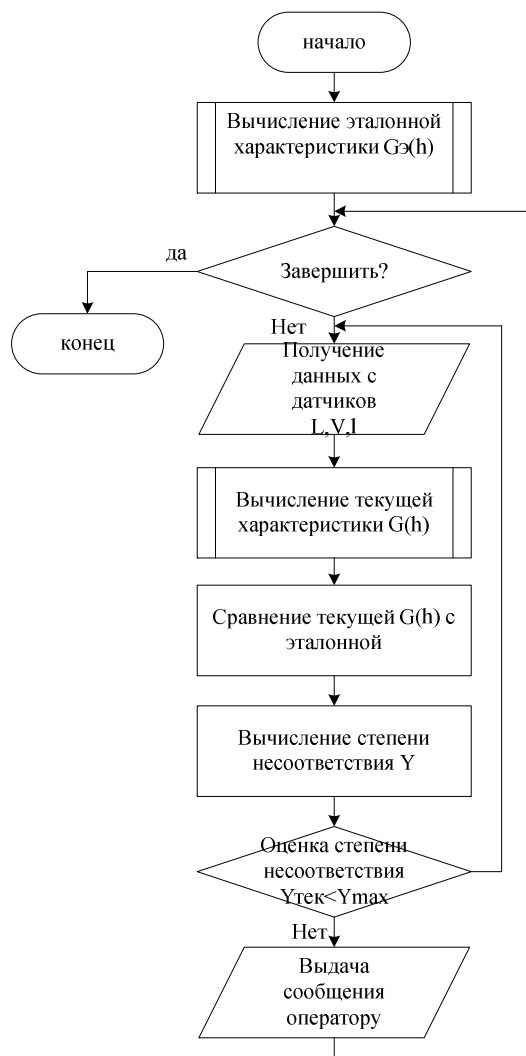 начало
Вычисление эталонной
характеристики Gэ(h)
да
Завершить?
Нет
конец
Получение
данных с
датчиков
L,V,l
Вычисление текущей
характеристики G(h)
Сравнение текущей G(h) с
эталонной
Вычисление степени
несоответствия Y
Оценка степени
несоответствия
Yтек<Ymax
Нет
Выдача
сообщения
оператору